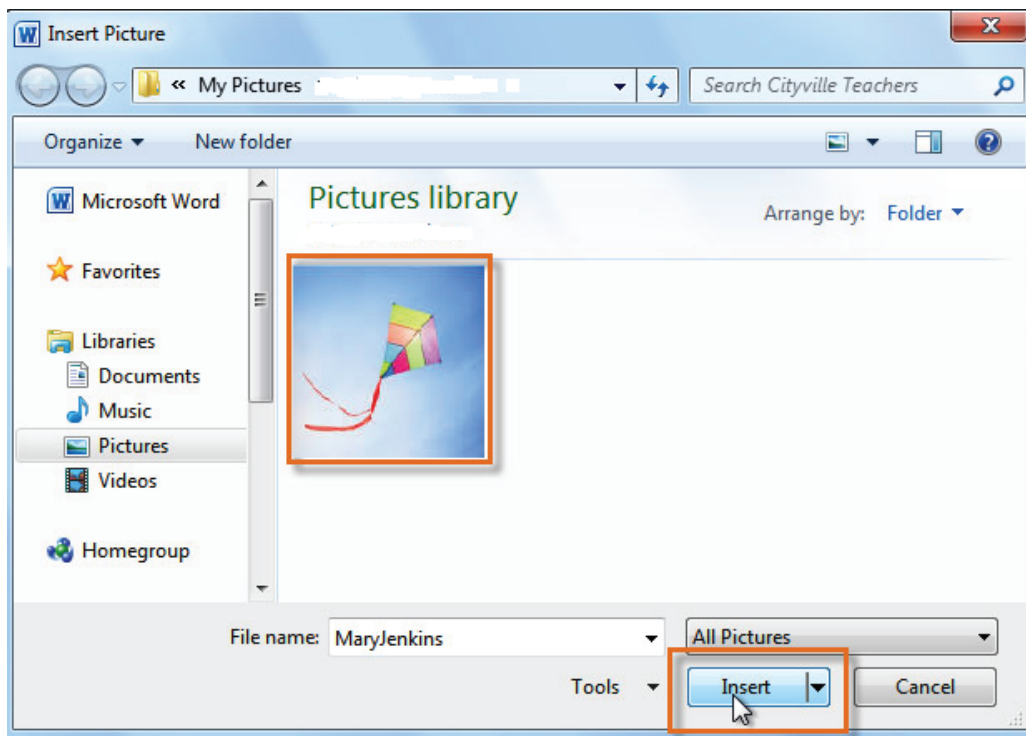 Insert Picture
« My Pictures
Search Cityville Teachers
Organize
New folder
Microsoft Word
Pictures library
Arrange by: Folder
Favorites
Libraries
Documents
Music
Pictures
Videos
Homegroup
File name: MaryJenkins
All Pictures
Tools
Insert
Cancel